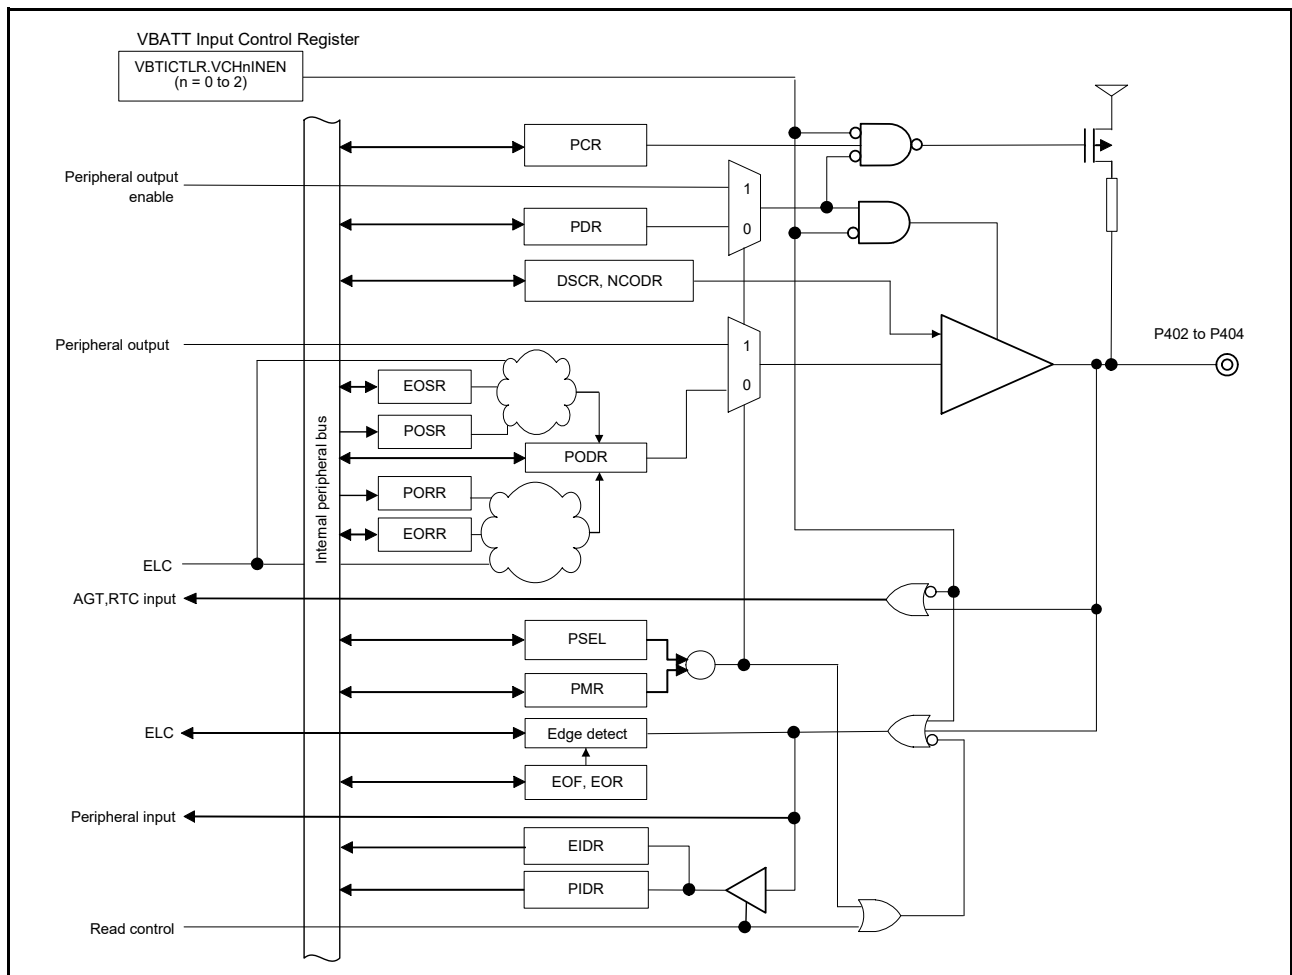 VBATT Input Control Register
VBTICTLR.VCHnINEN
(n = 0 to 2)
PCR
Peripheral output
enable
1
PDR
0
DSCR, NCODR
P402 to P404
Peripheral output
1
EOSR
0
POSR
Internal peripheral bus
PODR
PORR
EORR
ELC
AGT,RTC input
PSEL
PMR
ELC
Edge detect
EOF, EOR
Peripheral input
EIDR
PIDR
Read control